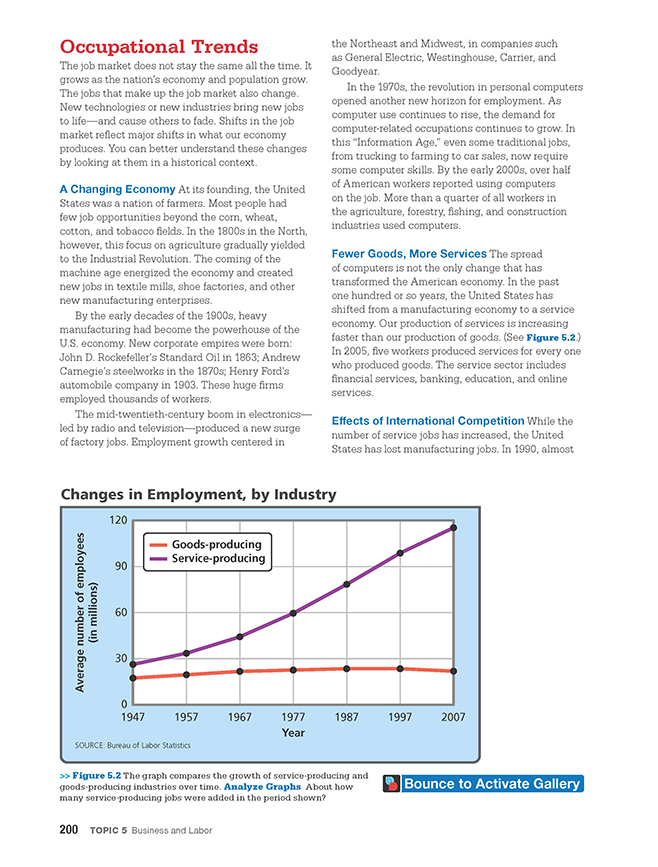 Occupational Trends
The job market does not stay the same all the time. It
grows as the nation’s economy and population grow.
The jobs that make up the job market also change.
New technologies or new industries bring new jobs
to life—and cause others to fade. Shifts in the job
market reflect major shifts in what our economy
produces. You can better understand these changes
by looking at them in a historical context.
A Changing Economy At its founding, the United
States was a nation of farmers. Most people had
few job opportunities beyond the corn, wheat,
cotton, and tobacco fields. In the 1800s in the North,
however, this focus on agriculture gradually yielded
to the Industrial Revolution. The coming of the
machine age energized the economy and created
new jobs in textile mills, shoe factories, and other
new manufacturing enterprises.
By the early decades of the 1900s, heavy
manufacturing had become the powerhouse of the
U.S. economy. New corporate empires were born:
John D. Rockefeller’s Standard Oil in 1863; Andrew
Carnegie’s steelworks in the 1870s; Henry Ford’s
automobile company in 1903. These huge firms
employed thousands of workers.
The mid-twentieth-century boom in electronics—
led by radio and television—produced a new surge
of factory jobs. Employment growth centered in
the Northeast and Midwest, in companies such
as General Electric, Westinghouse, Carrier, and
Goodyear.
In the 1970s, the revolution in personal computers
opened another new horizon for employment. As
computer use continues to rise, the demand for
computer-related occupations continues to grow. In
this “Information Age,” even some traditional jobs,
from trucking to farming to car sales, now require
some computer skills. By the early 2000s, over half
of American workers reported using computers
on the job. More than a quarter of all workers in
the agriculture, forestry, fishing, and construction
industries used computers.
Fewer Goods, More Services The spread
of computers is not the only change that has
transformed the American economy. In the past
one hundred or so years, the United States has
shifted from a manufacturing economy to a service
economy. Our production of services is increasing
faster than our production of goods. (See Figure 5.2.)
In 2005, five workers produced services for every one
who produced goods. The service sector includes
financial services, banking, education, and online
services.
Effects of International Competition While the
number of service jobs has increased, the United
States has lost manufacturing jobs. In 1990, almost
Changes in Employment, by Industry
Average number of employees
(in millions)
120
90
60
30
0
Goods-producing
Service-producing
1947 1957 1967 1977 1987 1997 2007
Year
SOURCE: Bureau of Labor Statistics
>> Figure 5.2 The graph compares the growth of service-producing and
goods-producing industries over time. Analyze Graphs About how
many service-producing jobs were added in the period shown?
Bounce to Activate Gallery
200 TOPIC 5 Business and Labor